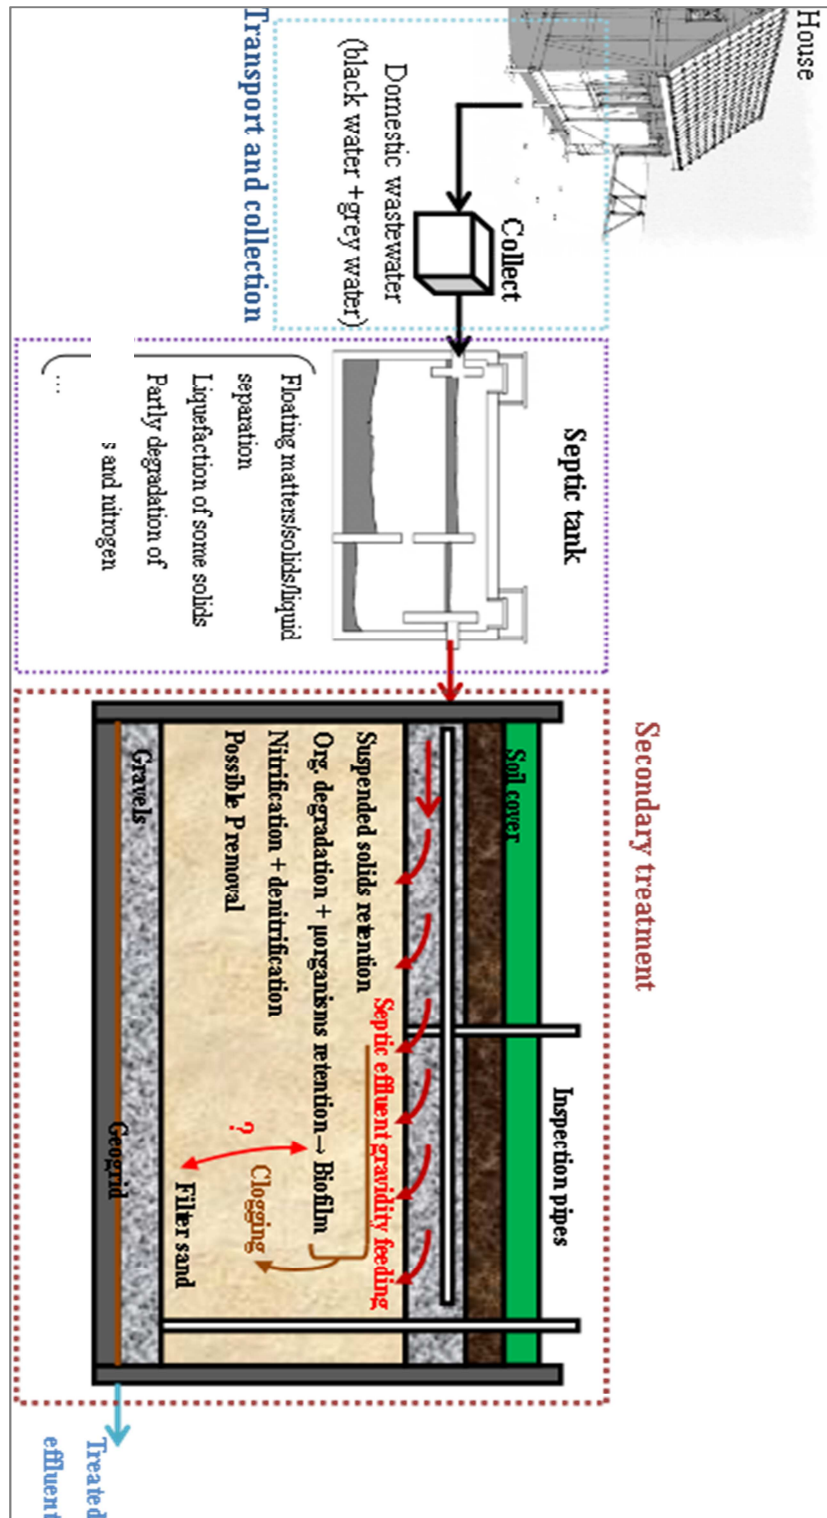 House
Collect
Domestic wastewater
(black water +grey water)
Transport and collection
Septic tank
Floating matters/solids/liquid
separation
Liquefaction of some solids
Partly degradation of
s and nitrogen
...
Secondary treatment
Inspection pipes
Soil cover
Septic effluent gravidity feeding
Suspended solids retention
Org. degradation + µorganisms retention → Biofilm
Nitrification + denitrification
Possible P removal
Clogging
?
Filter sand
Gravels
Geogrid
Treated
effluent